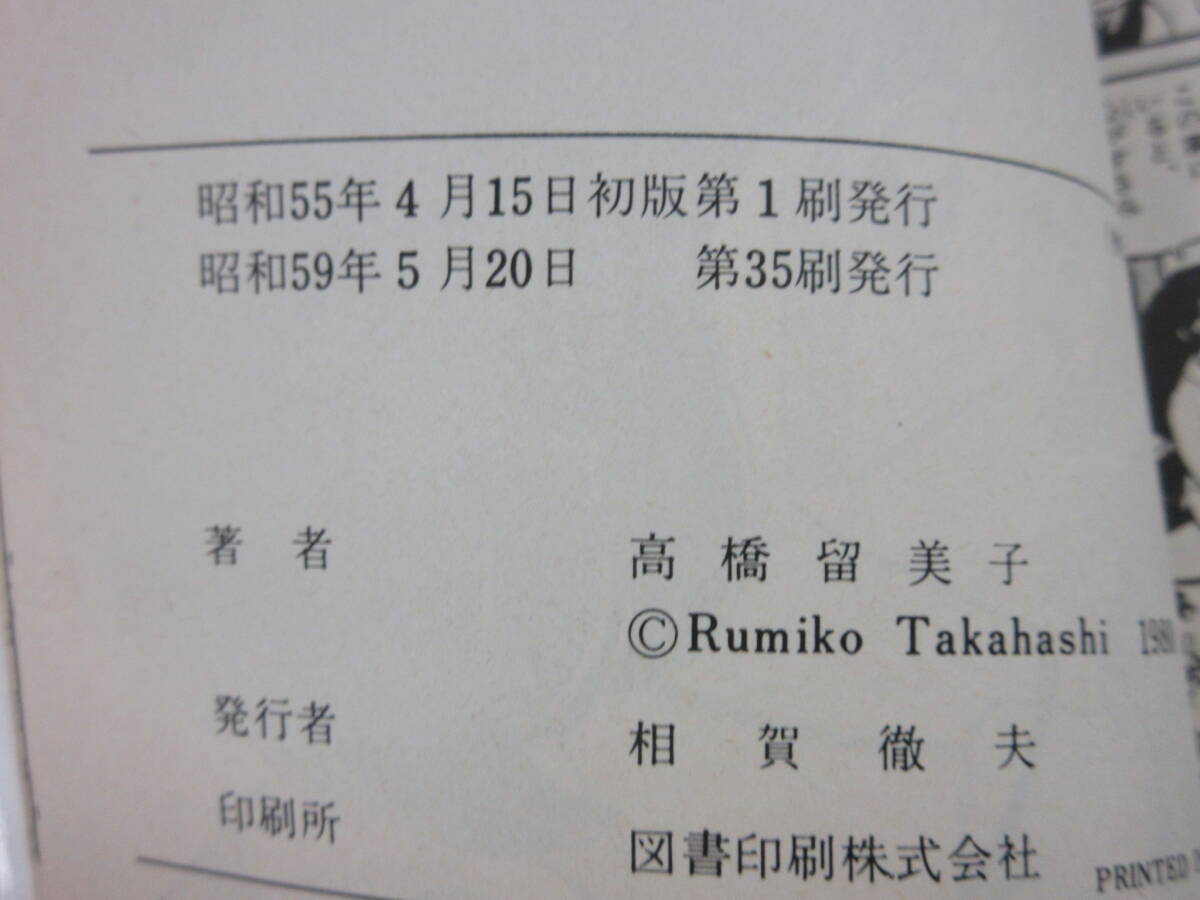 昭和55年4月15日初版第1刷発行
昭和59年5月20日 第35刷発行
著者 高橋留美子
©Rumiko Takahashi 1980
発行者 相賀徹夫
印刷所 図書印刷株式会社
PRINTED